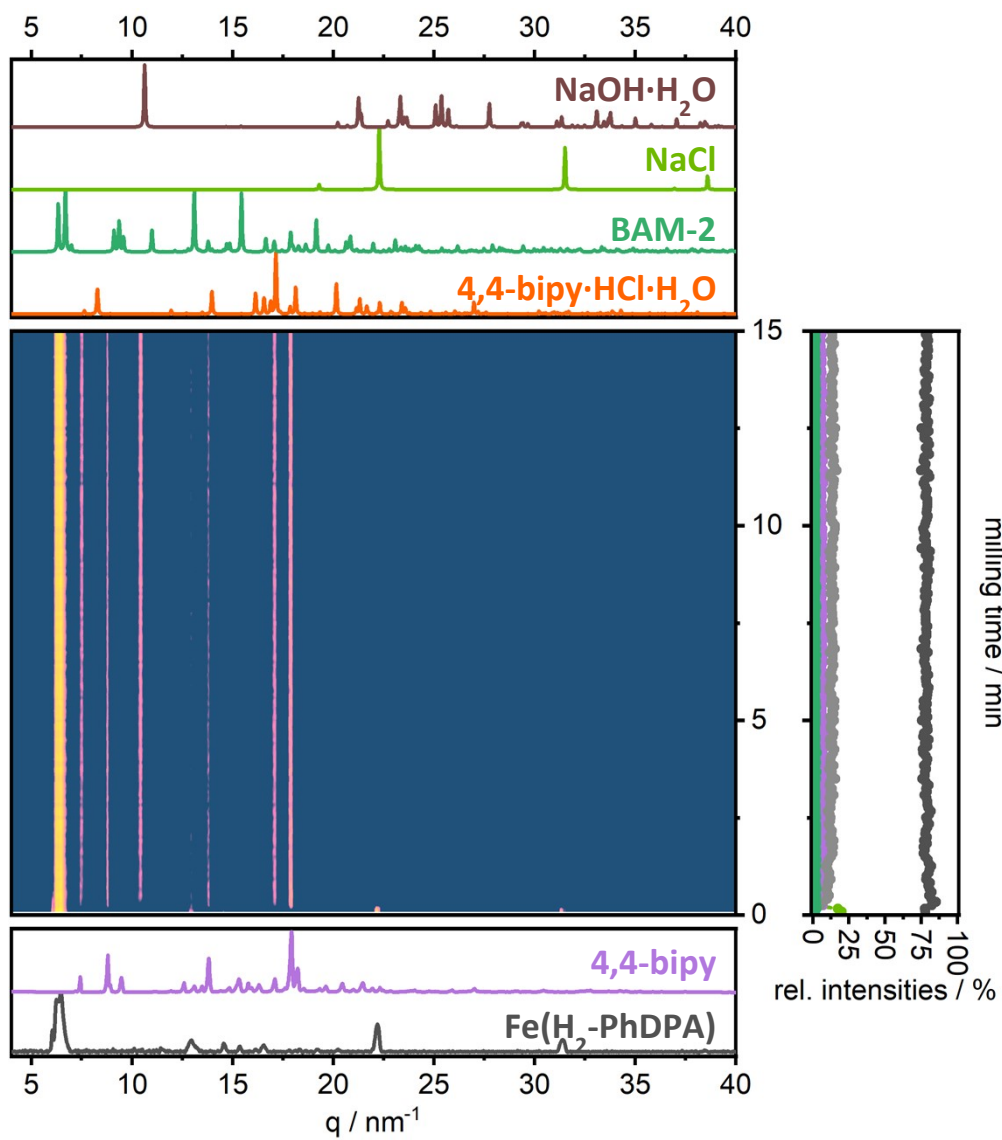 5 10 15 20 25 30 35 40
NaOH·H₂O
NaCl
BAM-2
4,4-bipy·HCl·H₂O
15
10
5
0
milling time / min
0 25 50 75 100
rel. intensities / %
4,4-bipy
Fe(H₂-PhDPA)
5 10 15 20 25 30 35 40
q / nm⁻¹